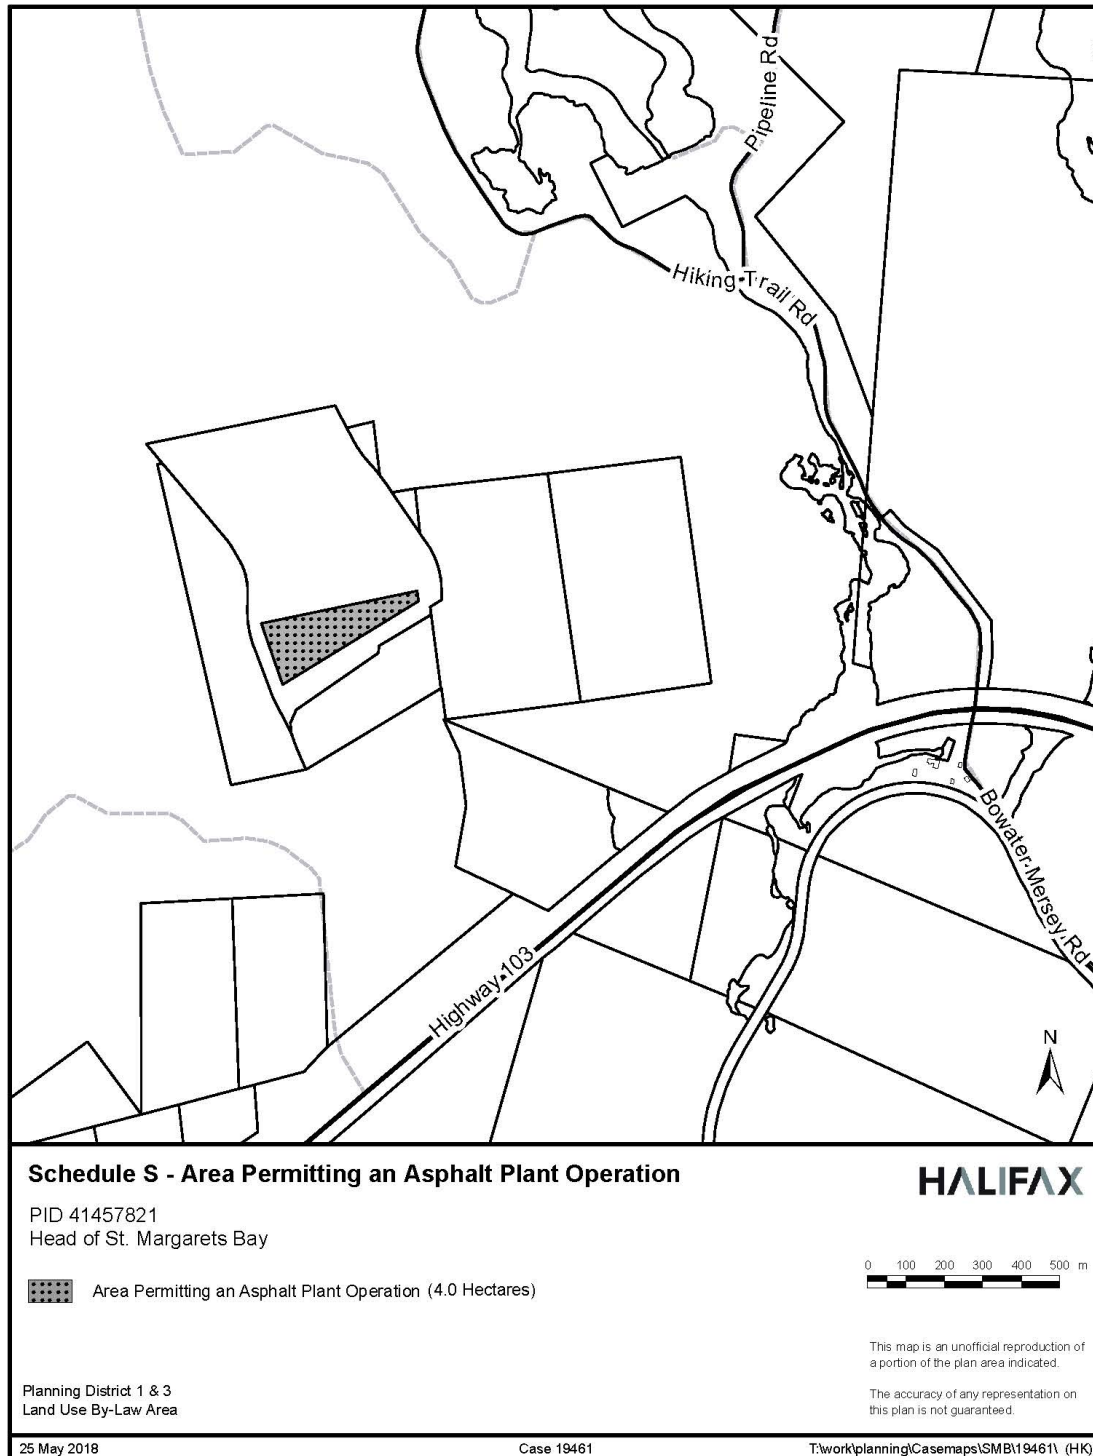 Pipeline Rd
Hiking Trail Rd
Bowater Mersey Rd
Highway 103
N
Schedule S - Area Permitting an Asphalt Plant Operation
HALIFAX
PID 41457821
Head of St. Margarets Bay
0 100 200 300 400 500 m
Area Permitting an Asphalt Plant Operation (4.0 Hectares)
This map is an unofficial reproduction of
a portion of the plan area indicated.
The accuracy of any representation on
this plan is not guaranteed.
Planning District 1 & 3
Land Use By-Law Area
25 May 2018
Case 19461
T:\work\planning\Casemaps\SMB\19461\ (HK)